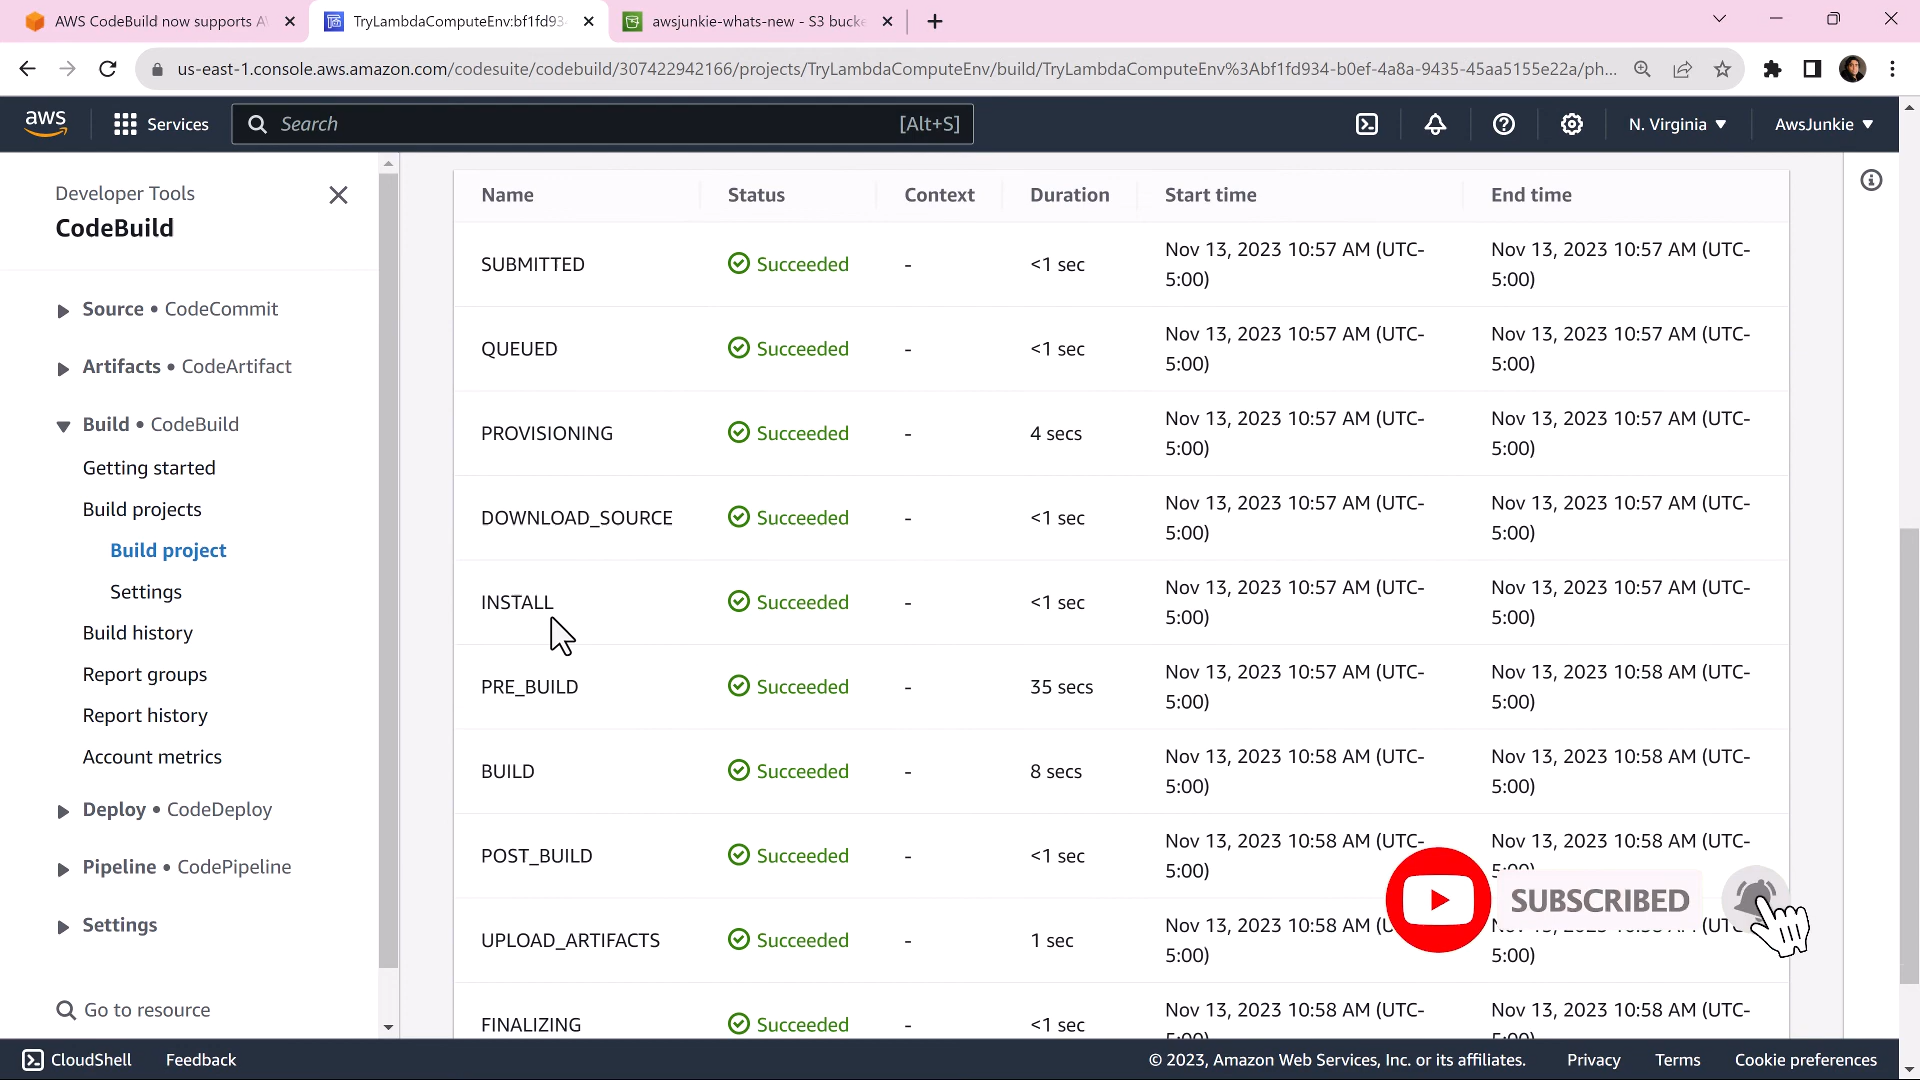 AWS CodeBuild now supports A
TryLambdaComputeEnv:bf1fd93
awsjunkie-whats-new - S3 bucke
us-east-1.console.aws.amazon.com/codesuite/codebuild/307422942166/projects/TryLambdaComputeEnv/build/TryLambdaComputeEnv%3Abf1fd934-b0ef-4a8a-9435-45aa5155e22a/ph...
aws
Services
Search
[Alt+S]
N. Virginia ▼
AwsJunkie ▼
Developer Tools
CodeBuild
Source • CodeCommit
Artifacts • CodeArtifact
Build • CodeBuild
Getting started
Build projects
Build project
Settings
Build history
Report groups
Report history
Account metrics
Deploy • CodeDeploy
Pipeline • CodePipeline
Settings
Go to resource
Name Status Context Duration Start time End time
SUBMITTED Succeeded - <1 sec Nov 13, 2023 10:57 AM (UTC- Nov 13, 2023 10:57 AM (UTC-
5:00) 5:00)
QUEUED Succeeded - <1 sec Nov 13, 2023 10:57 AM (UTC- Nov 13, 2023 10:57 AM (UTC-
5:00) 5:00)
PROVISIONING Succeeded - 4 secs Nov 13, 2023 10:57 AM (UTC- Nov 13, 2023 10:57 AM (UTC-
5:00) 5:00)
DOWNLOAD_SOURCE Succeeded - <1 sec Nov 13, 2023 10:57 AM (UTC- Nov 13, 2023 10:57 AM (UTC-
5:00) 5:00)
INSTALL Succeeded - <1 sec Nov 13, 2023 10:57 AM (UTC- Nov 13, 2023 10:57 AM (UTC-
5:00) 5:00)
PRE_BUILD Succeeded - 35 secs Nov 13, 2023 10:57 AM (UTC- Nov 13, 2023 10:58 AM (UTC-
5:00) 5:00)
BUILD Succeeded - 8 secs Nov 13, 2023 10:58 AM (UTC- Nov 13, 2023 10:58 AM (UTC-
5:00) 5:00)
POST_BUILD Succeeded - <1 sec Nov 13, 2023 10:58 AM (UTC- Nov 13, 2023 10:58 AM (UTC-
5:00)
UPLOAD_ARTIFACTS Succeeded - 1 sec Nov 13, 2023 10:58 AM
5:00) 5:00)
FINALIZING Succeeded - <1 sec Nov 13, 2023 10:58 AM (UTC- Nov 13, 2023 10:58 AM (UTC-
SUBSCRIBED
CloudShell
Feedback
© 2023, Amazon Web Services, Inc. or its affiliates.
Privacy
Terms
Cookie preferences